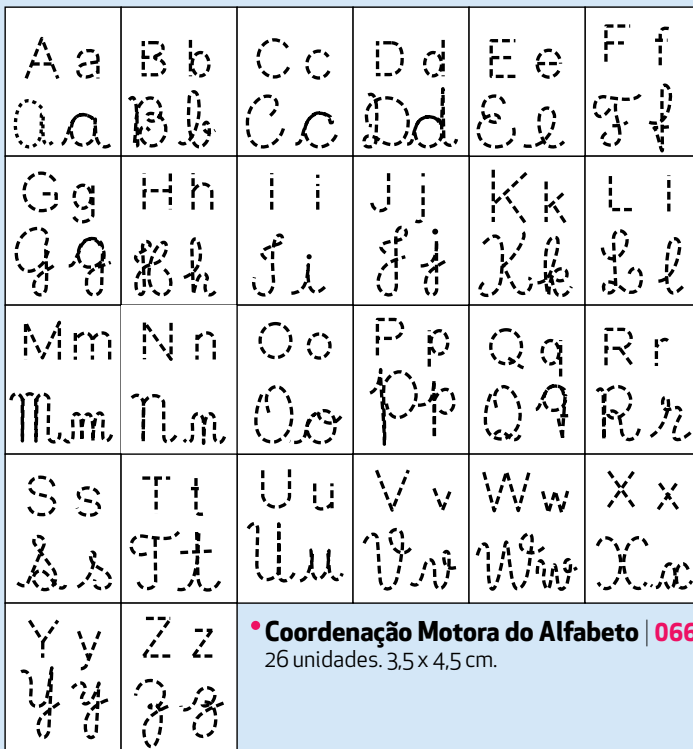 A a B b C c D d E e F f
A a B b C c D d E e F f
G g H h I i J j K k L l
G g H h I i J j K k L l
M m N n O o P p Q q R r
M m N n O o P p Q q R r
S s T t U u V v W w X x
S s T t U u V v W w X x
Y y Z z
Y y Z z
• Coordenação Motora do Alfabeto | 066
26 unidades. 3,5 x 4,5 cm.